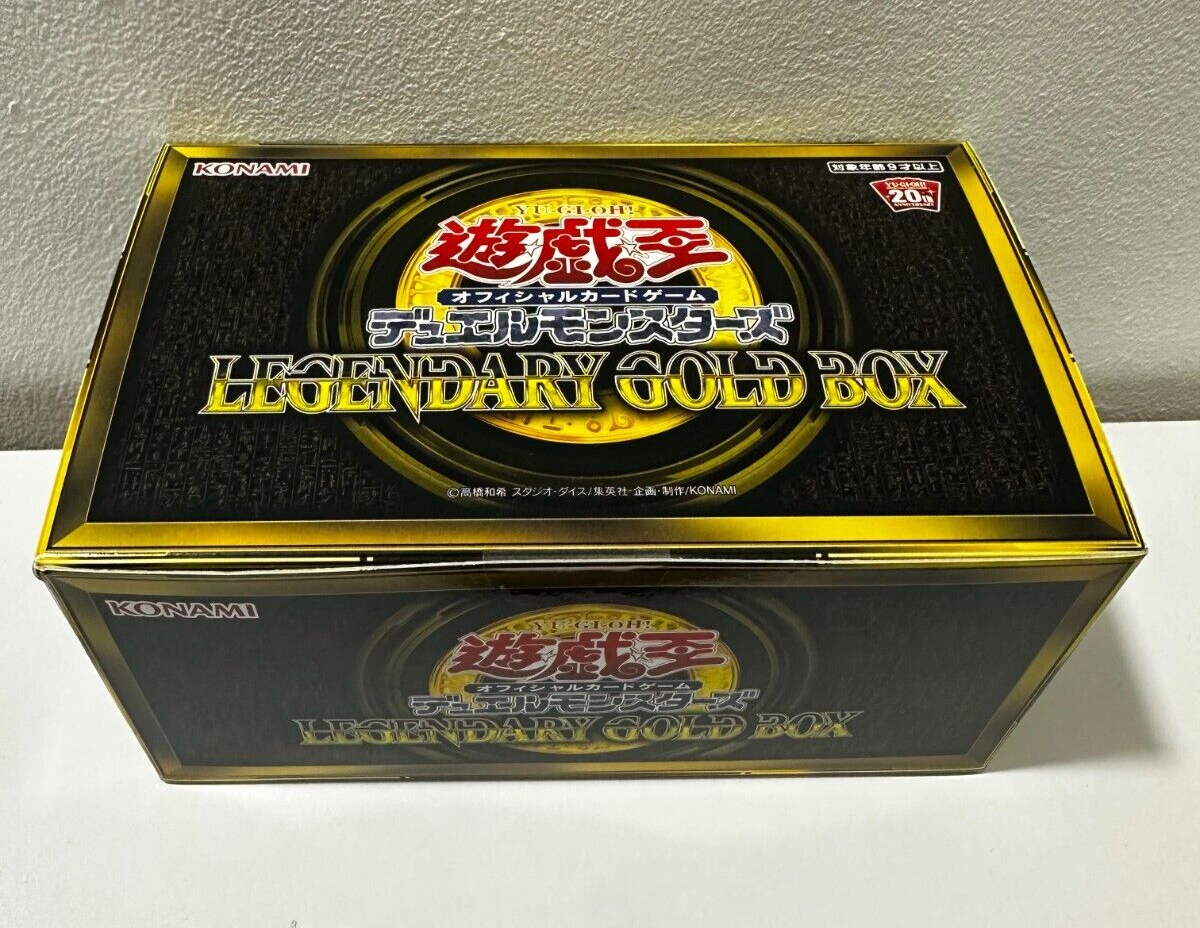 KONAMI
対象年齢9才以上
YU-GI-OH!
20TH
ANNIVERSARY
YU-GI-OH!
遊戯王
オフィシャルカードゲーム
デュエルモンスターズ
LEGENDARY GOLD BOX
©高橋和希 スタジオ・ダイス/集英社 企画・制作/KONAMI
KONAMI
YU-GI-OH!
遊戯王
オフィシャルカードゲーム
デュエルモンスターズ
LEGENDARY GOLD BOX